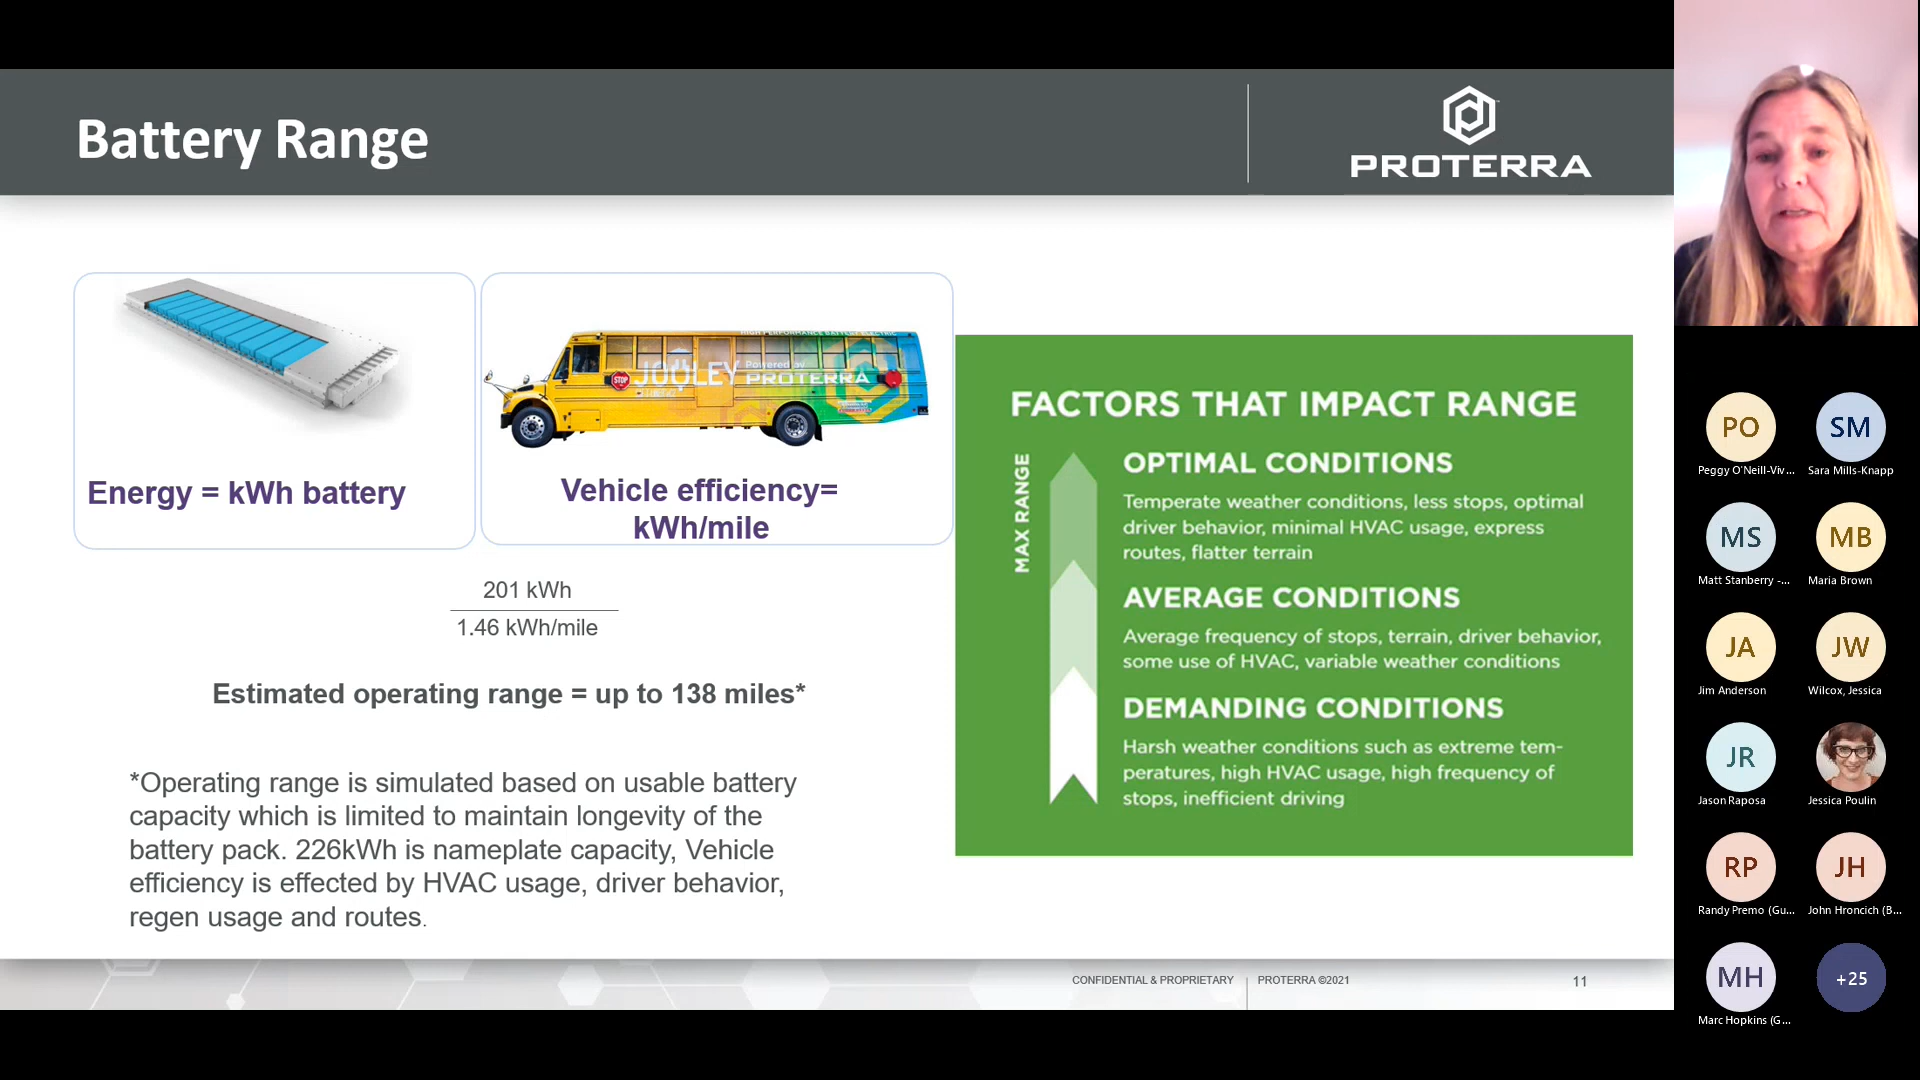 Battery Range
PROTERRA
HIGH PERFORMANCE BATTERY ELECTRIC
STOP
JOULEY
Powered by
PROTERRA
Energy = kWh battery
Vehicle efficiency=
kWh/mile
201 kWh
1.46 kWh/mile
Estimated operating range = up to 138 miles*
*Operating range is simulated based on usable battery
capacity which is limited to maintain longevity of the
battery pack. 226kWh is nameplate capacity, Vehicle
efficiency is effected by HVAC usage, driver behavior,
regen usage and routes.
FACTORS THAT IMPACT RANGE
MAX RANGE
OPTIMAL CONDITIONS
Temperate weather conditions, less stops, optimal
driver behavior, minimal HVAC usage, express
routes, flatter terrain
AVERAGE CONDITIONS
Average frequency of stops, terrain, driver behavior,
some use of HVAC, variable weather conditions
DEMANDING CONDITIONS
Harsh weather conditions such as extreme tem-
peratures, high HVAC usage, high frequency of
stops, inefficient driving
CONFIDENTIAL & PROPRIETARY
PROTERRA ©2021
11
PO
SM
Peggy O'Neill-Viv...
Sara Mills-Knapp
MS
MB
Matt Stanberry -...
Maria Brown
JA
JW
Jim Anderson
Wilcox, Jessica
JR
Jason Raposa
Jessica Poulin
RP
JH
Randy Premo (Gu...
John Hroncich (B...
MH
+25
Marc Hopkins (G...